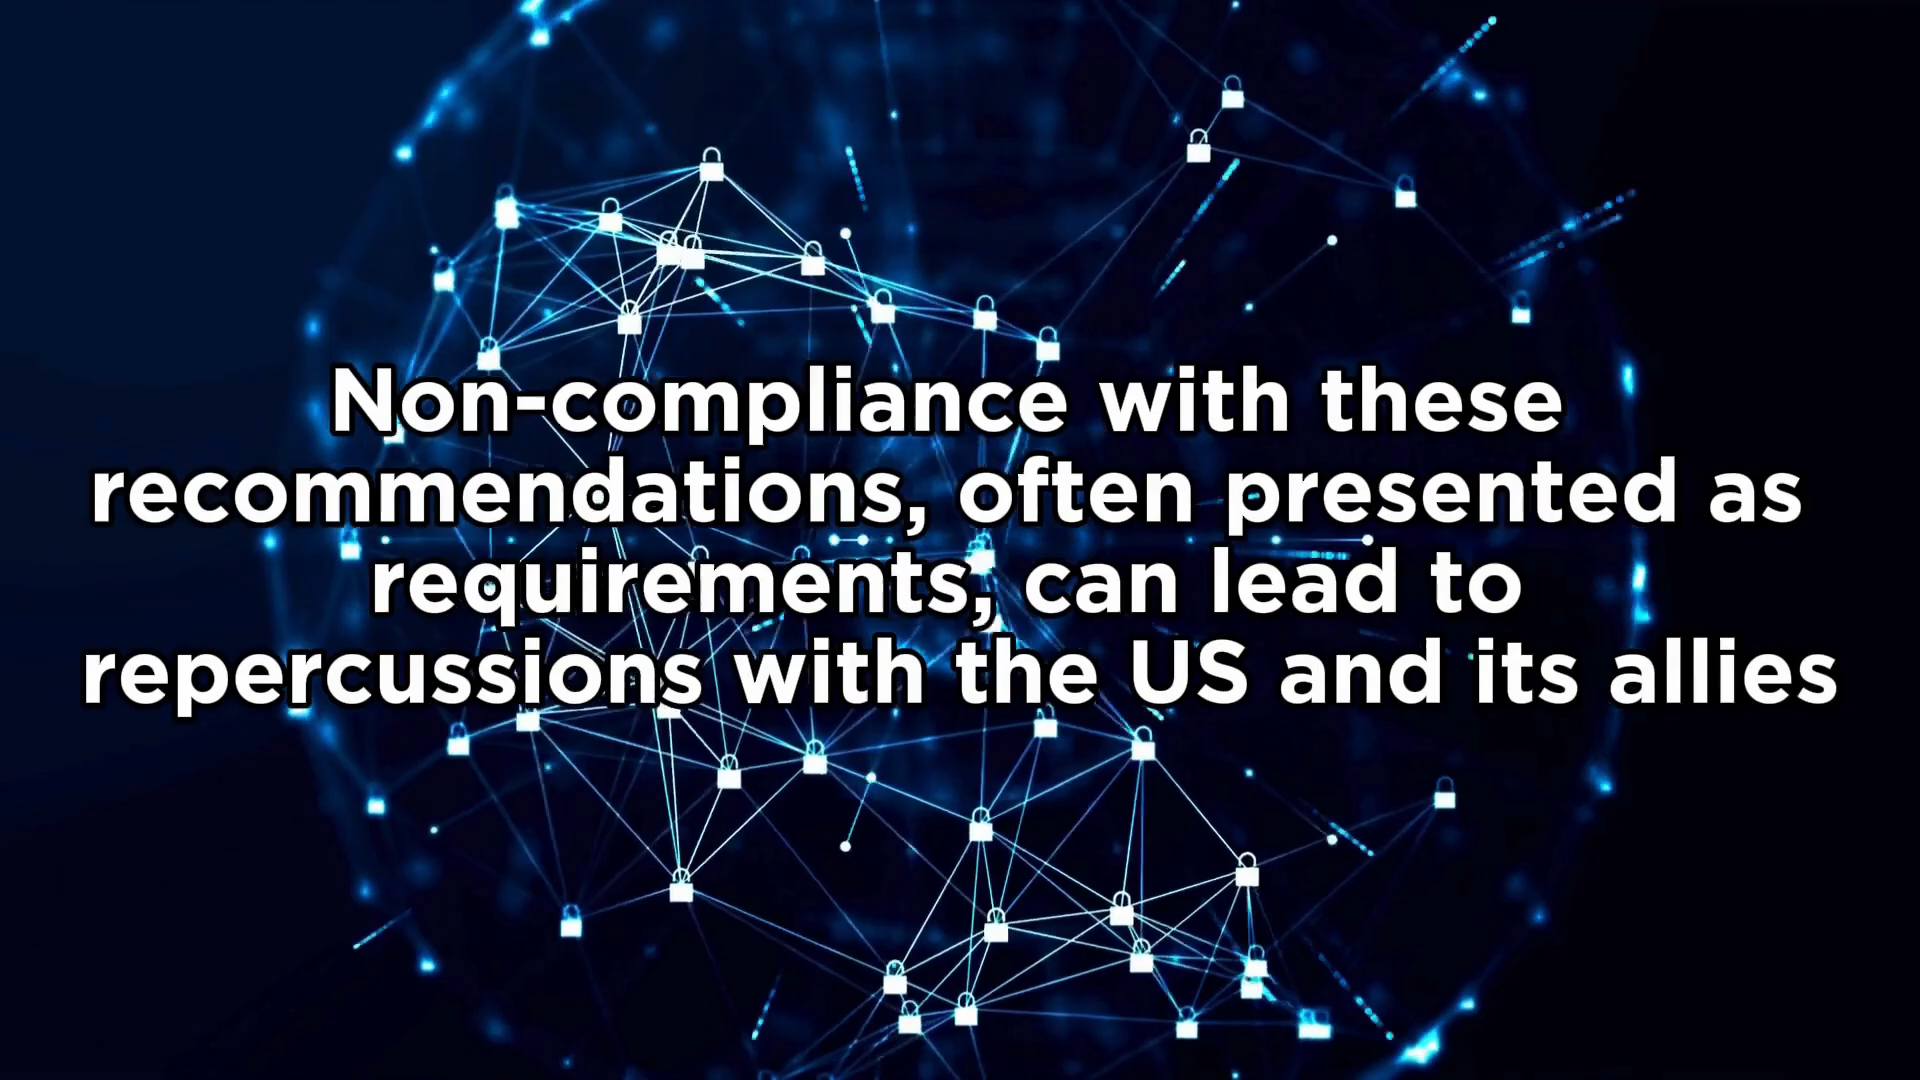 Non-compliance with these
recommendations, often presented as
requirements, can lead to
repercussions with the US and its allies